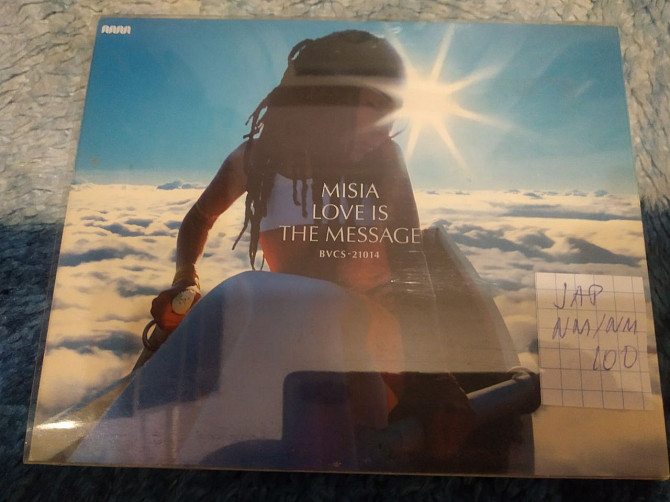 MISIA
LOVE IS
THE MESSAGE
BVCS-21014
JAP
NM/NM
100